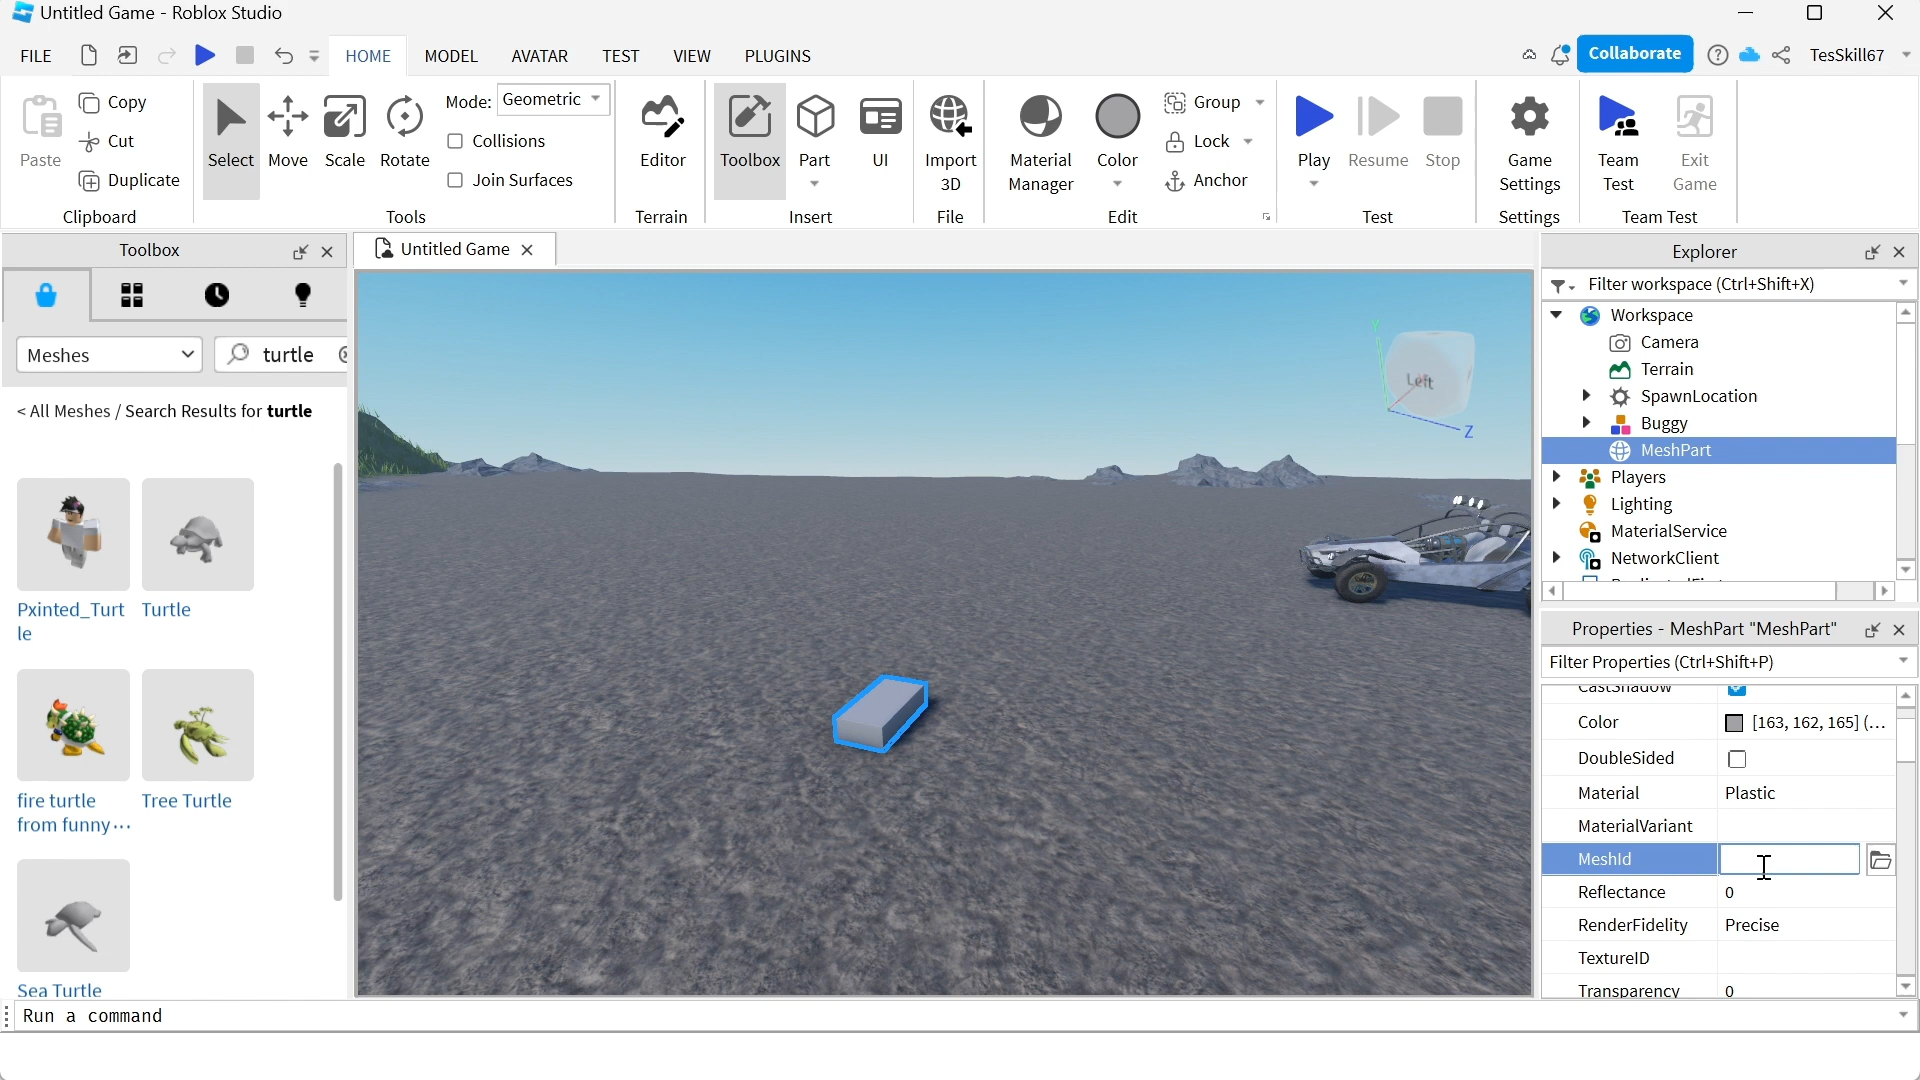 Untitled Game - Roblox Studio
FILE HOME MODEL AVATAR TEST VIEW PLUGINS Collaborate TesSkill67
Paste Copy Cut Duplicate
Clipboard
Select Move Scale Rotate Mode: Geometric
Collisions
Join Surfaces
Tools
Editor
Terrain
Toolbox Part UI
Insert
Import
3D
File
Material
Manager
Color
Group
Lock
Anchor
Edit
Play Resume Stop
Test
Game
Settings
Settings
Team
Test
Exit
Game
Team Test
Toolbox
Meshes turtle
< All Meshes / Search Results for turtle
Pxinted_Turt
le
Turtle
fire turtle
from funny...
Tree Turtle
Sea Turtle
Untitled Game
Left
Y
Z
Explorer
Filter workspace (Ctrl+Shift+X)
Workspace
Camera
Terrain
SpawnLocation
Buggy
MeshPart
Players
Lighting
MaterialService
NetworkClient
Properties - MeshPart "MeshPart"
Filter Properties (Ctrl+Shift+P)
CastShadow
Color [163, 162, 165] (...
DoubleSided
Material Plastic
MaterialVariant
MeshId
Reflectance 0
RenderFidelity Precise
TextureID
Transparency 0
Run a command